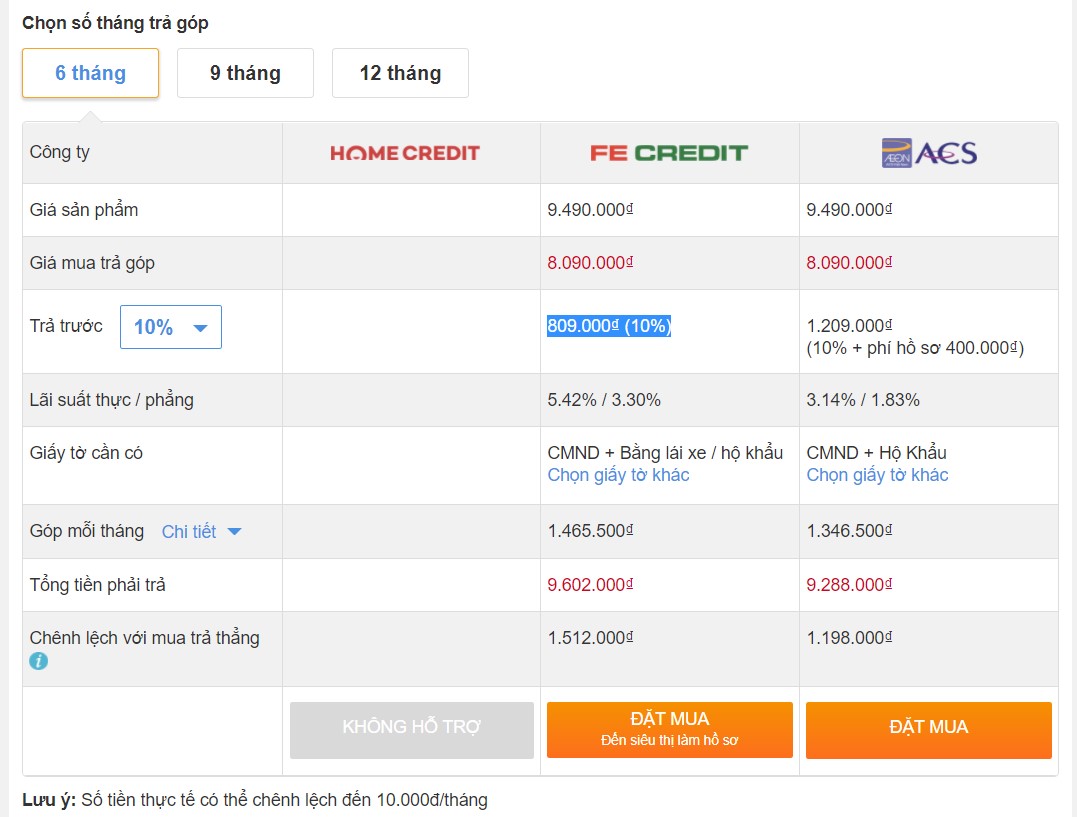 Chọn số tháng trả góp
6 tháng 9 tháng 12 tháng
Công ty HOME CREDIT FE CREDIT AEON ACS
Giá sản phẩm 9.490.000₫ 9.490.000₫
Giá mua trả góp 8.090.000₫ 8.090.000₫
Trả trước 10% 809.000₫ (10%) 1.209.000₫
(10% + phí hồ sơ 400.000₫)
Lãi suất thực / phẳng 5.42% / 3.30% 3.14% / 1.83%
Giấy tờ cần có CMND + Bằng lái xe / hộ khẩu CMND + Hộ Khẩu
Chọn giấy tờ khác Chọn giấy tờ khác
Góp mỗi tháng Chi tiết 1.465.500₫ 1.346.500₫
Tổng tiền phải trả 9.602.000₫ 9.288.000₫
Chênh lệch với mua trả thẳng 1.512.000₫ 1.198.000₫
i
KHÔNG HỖ TRỢ ĐẶT MUA ĐẶT MUA
Đến siêu thị làm hồ sơ
Lưu ý: Số tiền thực tế có thể chênh lệch đến 10.000đ/tháng